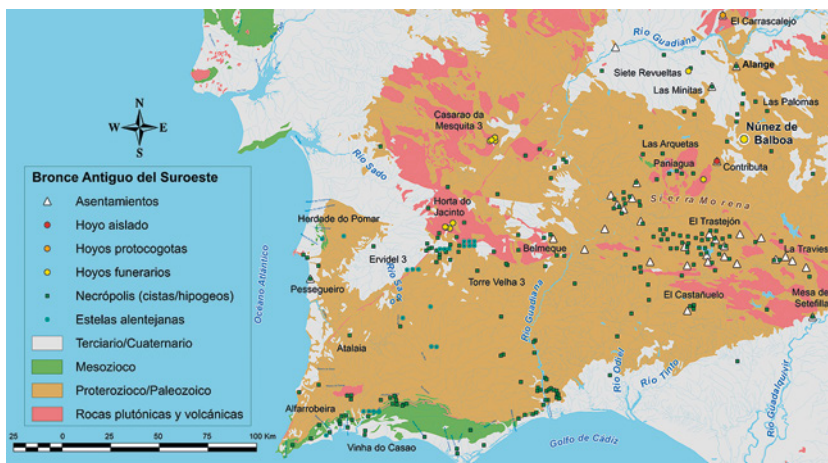 El Carrascalejo
Río Guadiana
Alange
Siete Revueltas
Las Minitas
Las Palomas
Núnez de
Balboa
Casarao da
Mesquita 3
Las Arquetas
Paniagua
Contributa
Río Sado
Sierra Morena
Horta do
Jacinto
El Trastejón
Herdade do Pomar
Belmeque
La Travies
Ervidel 3
Río Seco
Torre Velha 3
Río Guadiana
El Castañuelo
Mesa de
Setefilla
Pessegueiro
Océano Atlántico
Atalaia
Río Odiel
Río Tinto
Río Guadalquivir
Alfarrobeira
Vinha do Casao
Golfo de Cádiz
N
W
E
S
Bronce Antiguo del Suroeste
Asentamientos
Hoyo aislado
Hoyos protocogotas
Hoyos funerarios
Necrópolis (cistas/hipogeos)
Estelas alentejanas
Terciario/Cuaternario
Mesozioco
Proterozioco/Paleozoico
Rocas plutónicas y volcánicas
25 0 25 50 75 100 Km